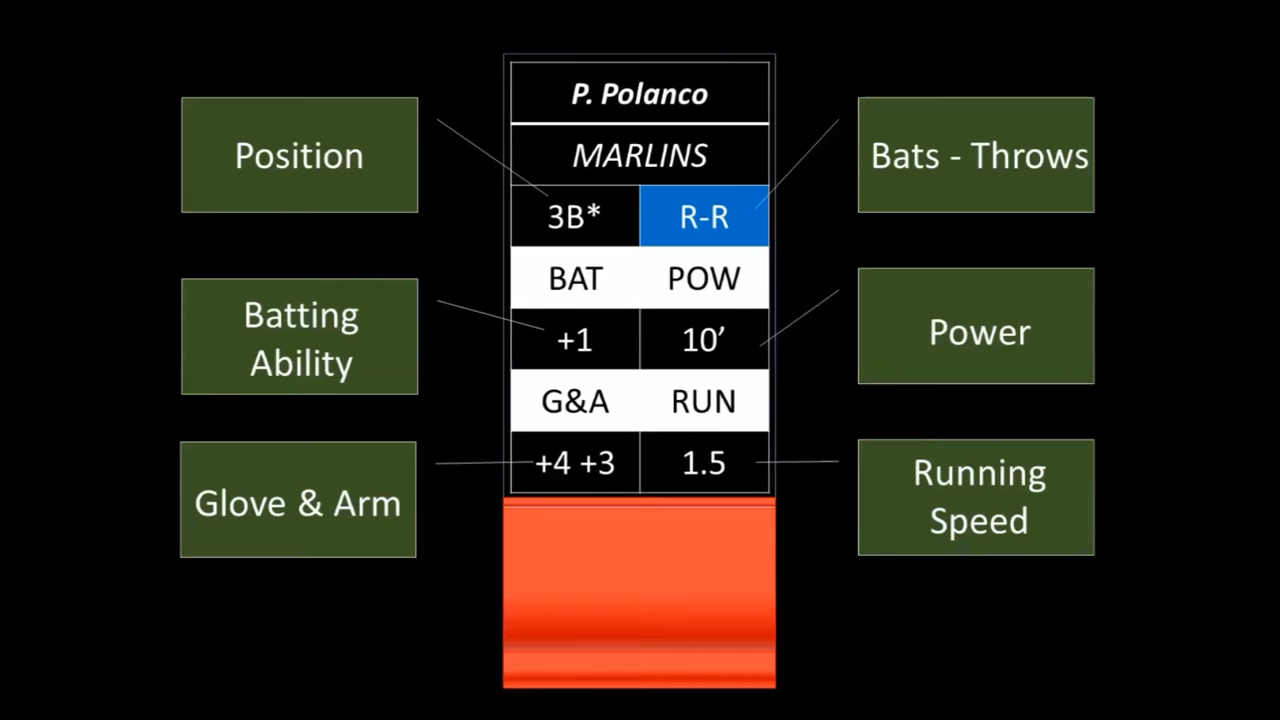 P. Polanco
MARLINS
Position
Bats - Throws
3B*
R-R
BAT
POW
Batting
Ability
Power
+1
10’
G&A
RUN
Glove & Arm
+4 +3
1.5
Running
Speed